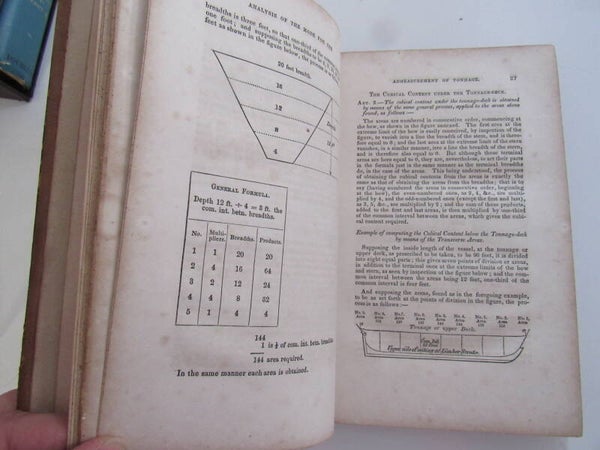 ANALYSIS OF THE MODE FOR THE
breadths is three feet, so that one-third of the
one foot; and supposing the breadths to be
feet as shown in the figure below, the process is
20 feet breadth.
16
12
8
4
GENERAL FORMULA.
Depth 12 ft. ÷ 4 = 3 ft. the
com. int. betn. breadths.
No. Multi- Breadths. Products.
plicer.
1 1 20 20
2 4 16 64
3 2 12 24
4 4 8 32
5 1 4 4
144
1 is ⅓ of com. int. betn. breadths
144 area required.
In the same manner each area is obtained.
ADMEASUREMENT OF TONNAGE. 27
THE CUBICAL CONTENT UNDER THE TONNAGE-DECK.
ART. 3.—The cubical content under the tonnage-deck is obtained
by means of the same general process, applied to the areas above
found, as follows:—
The areas are numbered in consecutive order, commencing at
the bow, as shown in the figure annexed. The first area at the
extreme limit of the bow is easily conceived, by inspection of the
figure, to vanish into a line the breadth of the stem, and is there-
fore equal to 0; and the last area at the extreme limit of the stern
vanishes, in a similar manner, into a line the breadth of the stern,
and is therefore also equal to 0. But although these terminal
areas are here equal to 0, they are, nevertheless, to act their parts
in the formula just in the same manner as the terminal breadths
do, in the case of the areas. This being understood, the process
of obtaining the cubical contents from the areas is exactly the
same as that of obtaining the areas from the breadths; that is to
say (having numbered the areas in consecutive order, beginning
at the bow), the even-numbered ones, as 2, 4, 6, &c., are multi-
plied by 4, and the odd-numbered ones (except the first and last),
as 3, 5, &c., are multiplied by 2; and the sum of these products,
added to the first and last areas, is then multiplied by one-third
of the common interval between the areas, which gives the cubical
content required.
Example of computing the Cubical Content below the Tonnage-deck
by means of the Transverse Areas.
Supposing the inside length of the vessel, at the tonnage or
upper deck, as prescribed to be taken, to be 96 feet, it is divided
into eight equal parts; this gives seven points of division or areas,
in addition to the terminal ones at the extreme limits of the bow
and stern, as seen by inspection of the figure below; and the com-
mon interval between the areas being 12 feet, one-third of the
common interval is four feet.
And supposing the areas, found as in the foregoing example,
to be as set forth at the points of division in the figure, the pro-
cess is as follows:—
Tonnage or upper Deck.